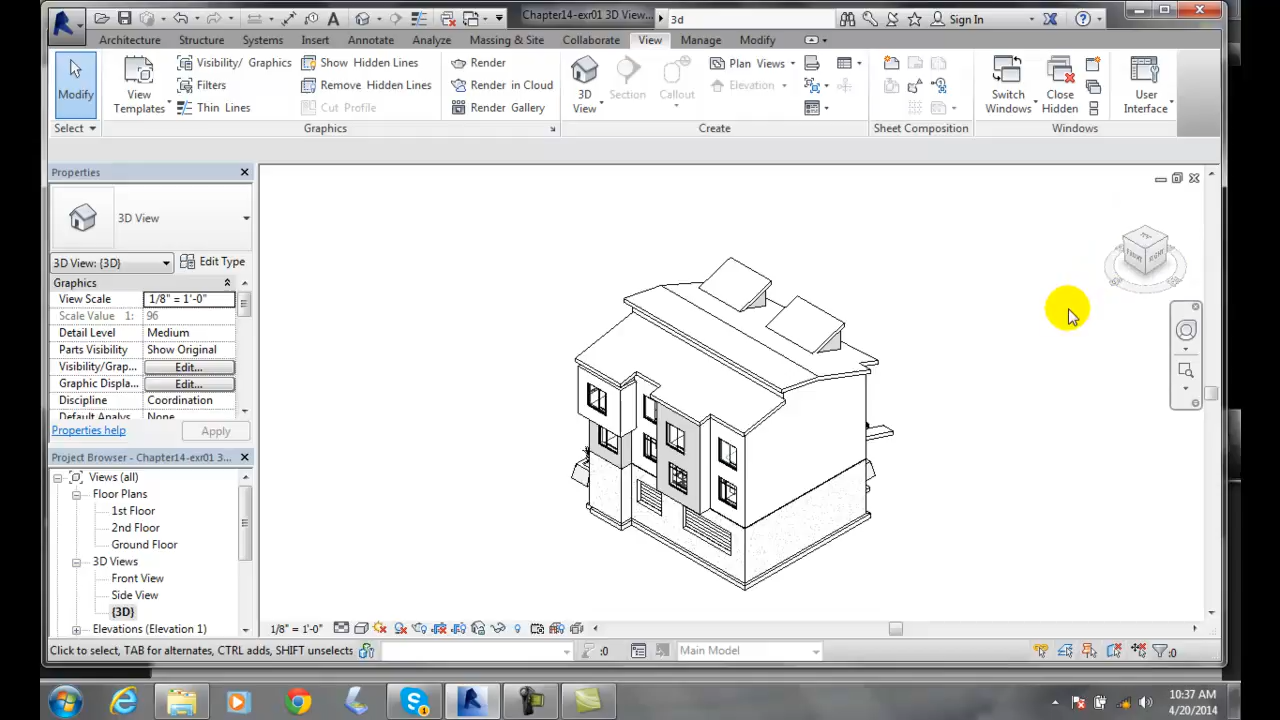 Chapter14-exr01 3D View...
3d
Sign In
Architecture Structure Systems Insert Annotate Analyze Massing & Site Collaborate View Manage Modify
Modify
Select
View Templates
Visibility/ Graphics
Filters
Thin Lines
Show Hidden Lines
Remove Hidden Lines
Cut Profile
Graphics
Render
Render in Cloud
Render Gallery
3D View
Section
Callout
Plan Views
Elevation
Create
Sheet Composition
Switch Windows
Close Hidden
User Interface
Windows
Properties
3D View
3D View: {3D}
Edit Type
Graphics
View Scale 1/8" = 1'-0"
Scale Value 1: 96
Detail Level Medium
Parts Visibility Show Original
Visibility/Grap... Edit...
Graphic Displa... Edit...
Discipline Coordination
Default Analys... None
Properties help
Apply
Project Browser - Chapter14-exr01 3...
Views (all)
Floor Plans
1st Floor
2nd Floor
Ground Floor
3D Views
Front View
Side View
{3D}
Elevations (Elevation 1)
TOP
FRONT
RIGHT
1/8" = 1'-0"
Click to select, TAB for alternates, CTRL adds, SHIFT unselects
:0
Main Model
:0
1
10:37 AM
4/20/2014